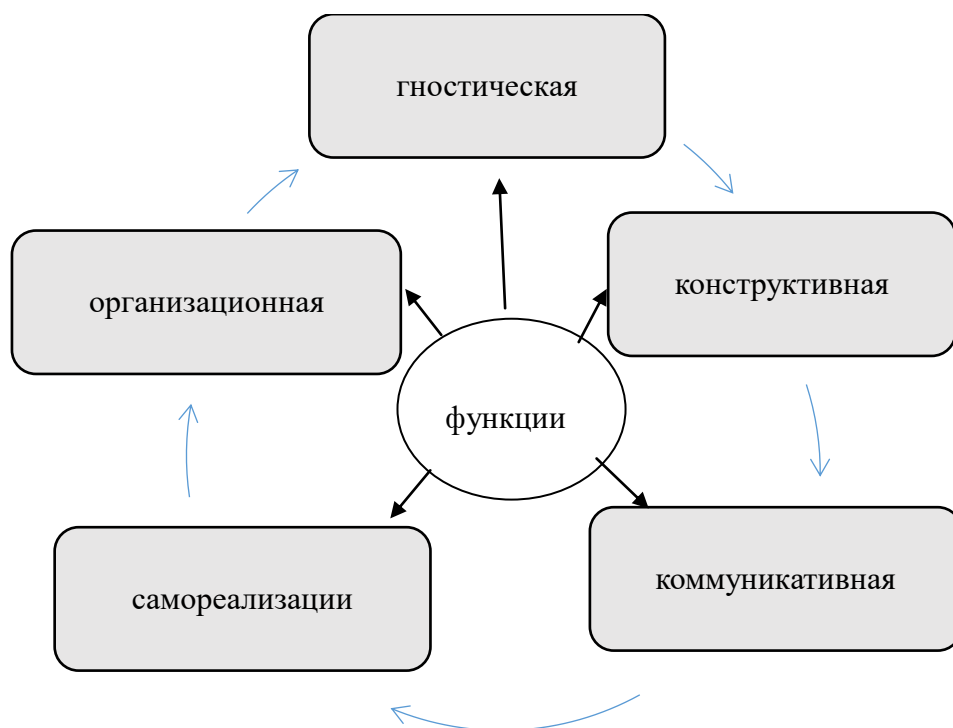 гностическая
конструктивная
организационная
функции
коммуникативная
самореализации